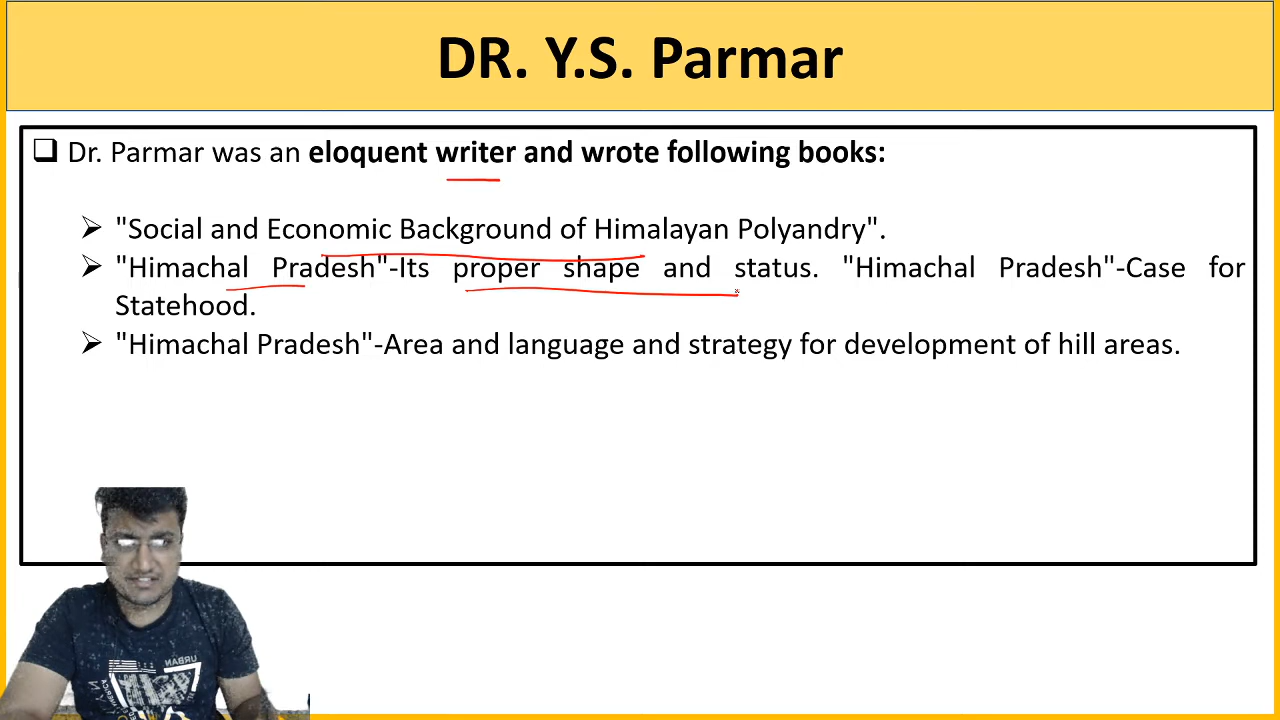 DR. Y.S. Parmar
Dr. Parmar was an eloquent writer and wrote following books:
"Social and Economic Background of Himalayan Polyandry".
"Himachal Pradesh"-Its proper shape and status. "Himachal Pradesh"-Case for
Statehood.
"Himachal Pradesh"-Area and language and strategy for development of hill areas.
URBAN